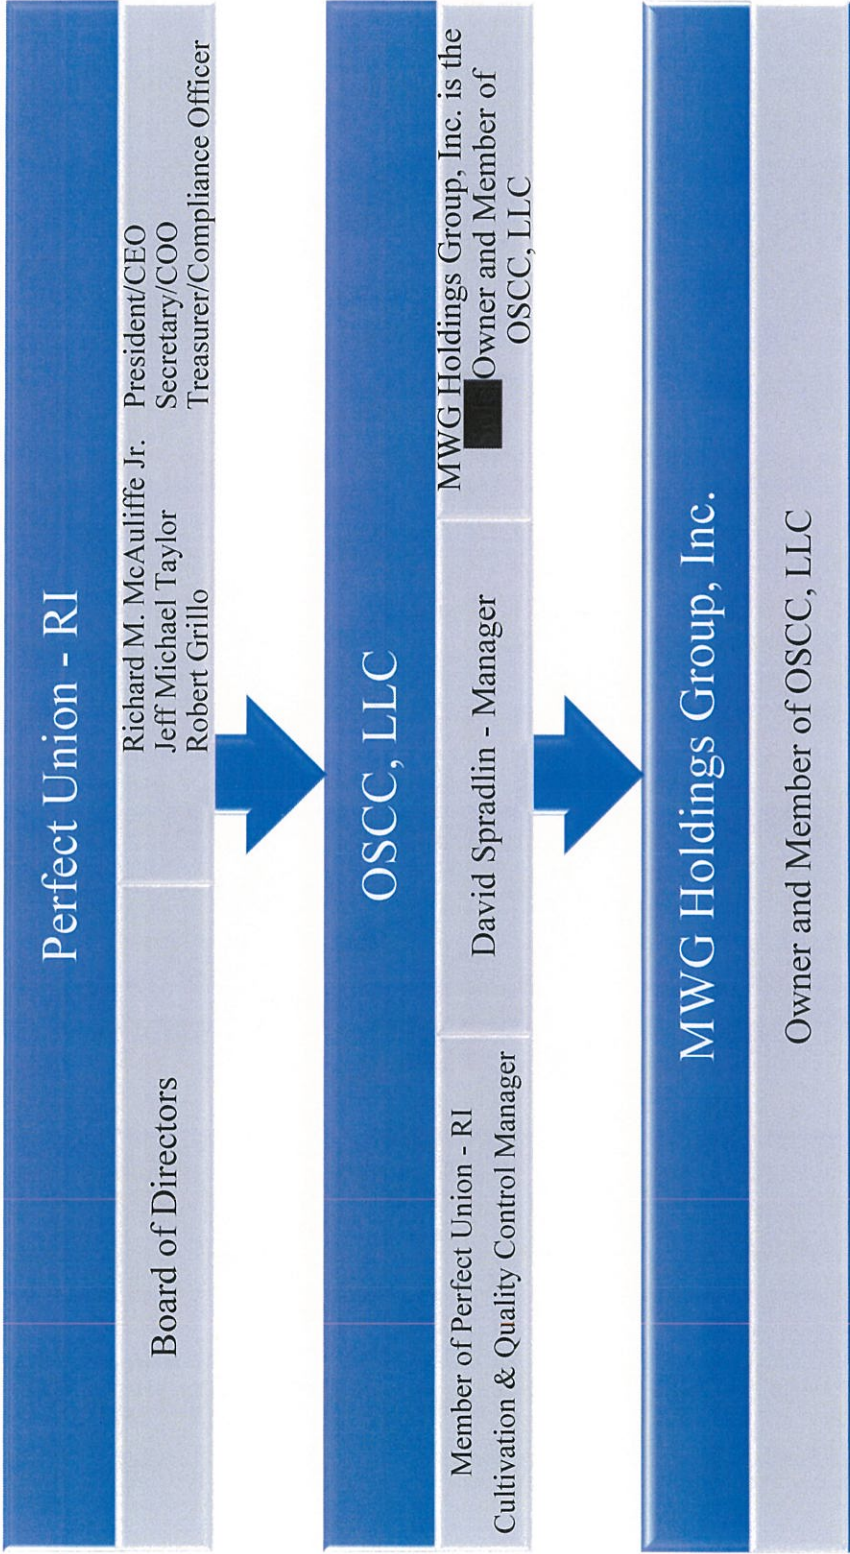 Perfect Union - RI
Board of Directors
Richard M. McAuliffe Jr. President/CEO
Jeff Michael Taylor Secretary/COO
Robert Grillo Treasurer/Compliance Officer
OSCC, LLC
Member of Perfect Union - RI
Cultivation & Quality Control Manager
David Spradlin - Manager
MWG Holdings Group, Inc. is the
Owner and Member of
OSCC, LLC
MWG Holdings Group, Inc.
Owner and Member of OSCC, LLC